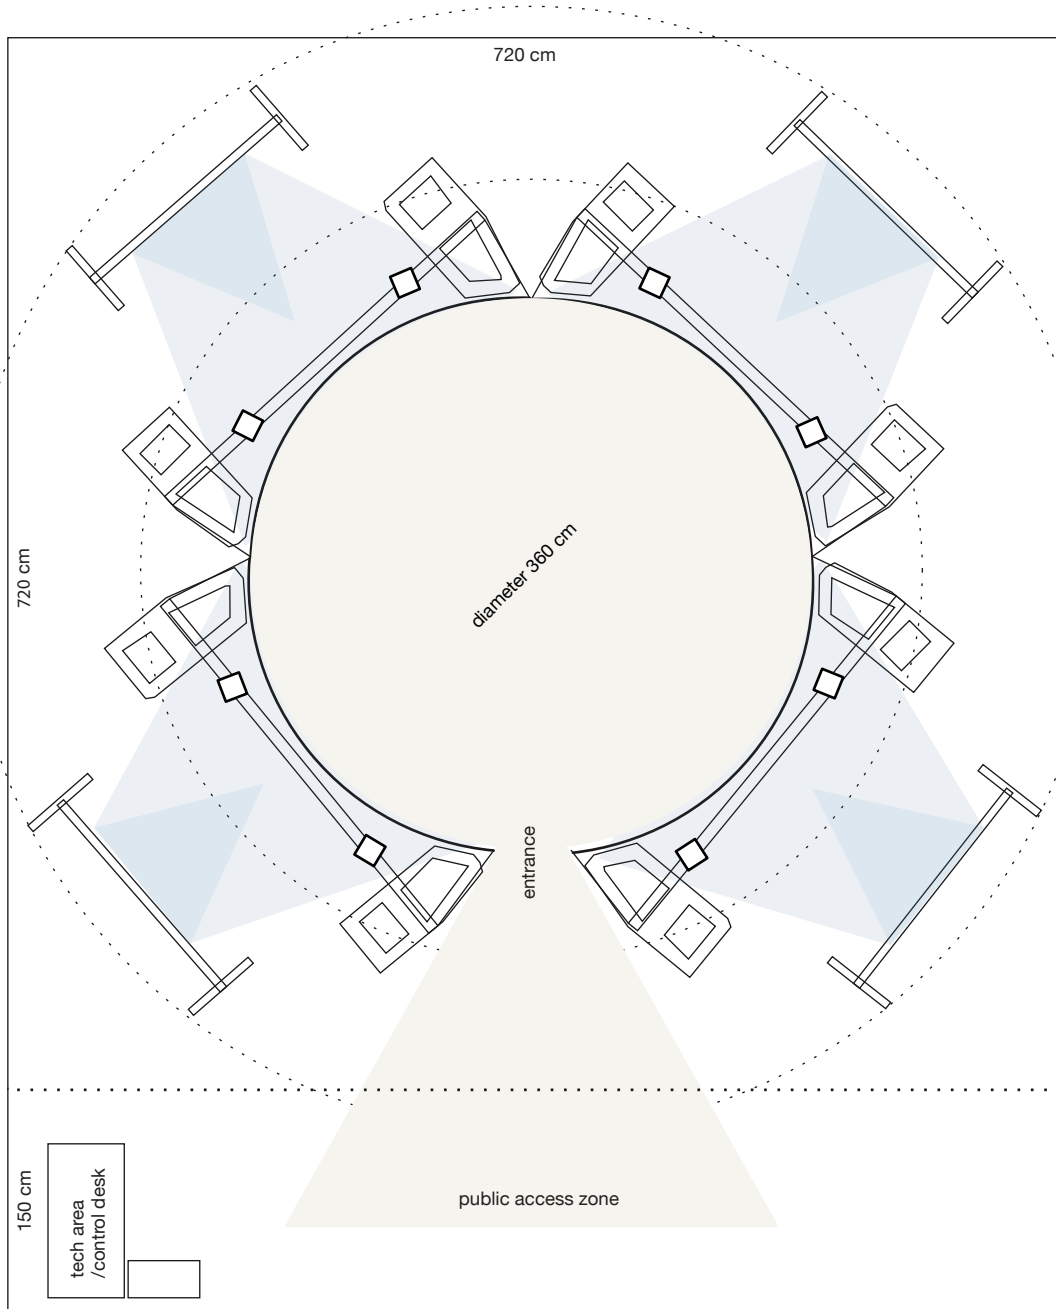 720 cm
720 cm
diameter 360 cm
entrance
150 cm
tech area
/control desk
public access zone